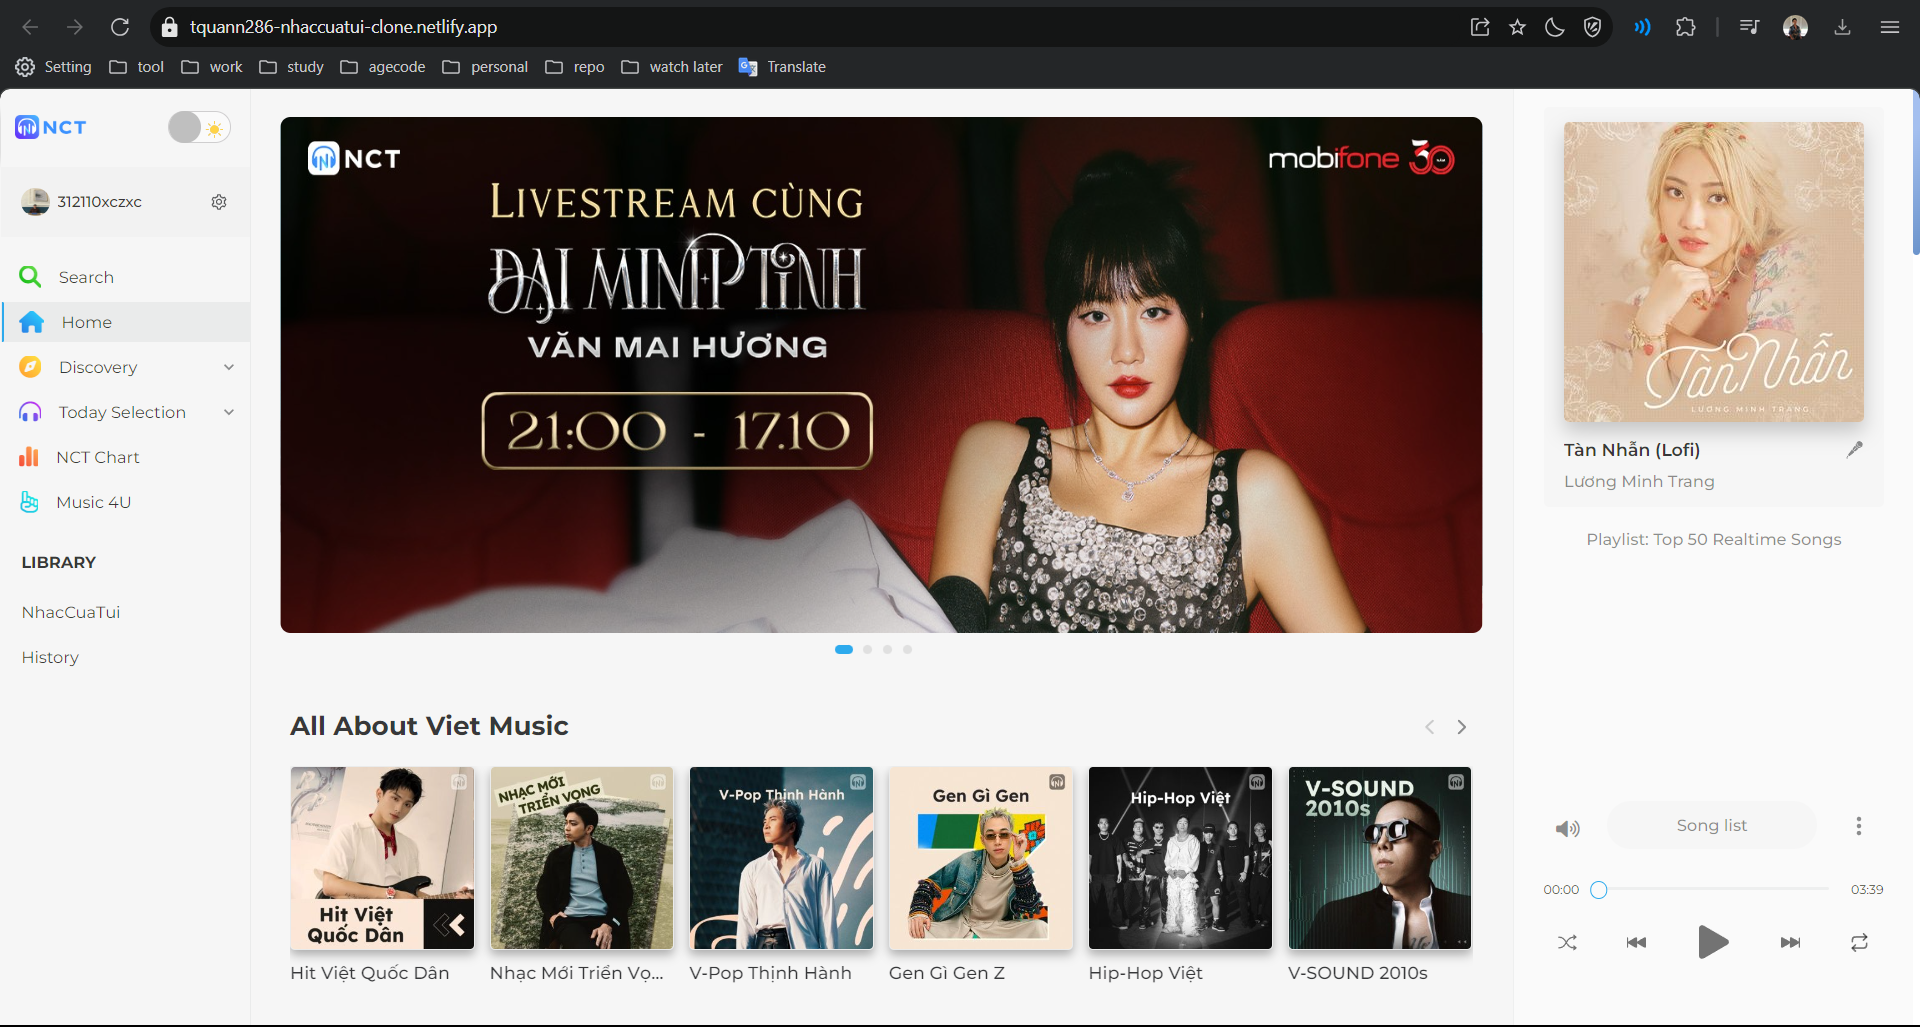 tquann286-nhaccuatui-clone.netlify.app
Setting tool work study agecode personal repo watch later Translate
NCT
312110xczxc
Search
Home
Discovery
Today Selection
NCT Chart
Music 4U
LIBRARY
NhacCuaTui
History
NCT
mobifone 30 NĂM
LIVESTREAM CÙNG
ĐẠI MINH TINH
VĂN MAI HƯƠNG
21:00 - 17.10
All About Viet Music
Hit Việt
Quốc Dân
Hit Việt Quốc Dân
NHẠC MỚI
TRIỂN VỌNG
Nhạc Mới Triển Vọ...
V-Pop Thịnh Hành
V-Pop Thịnh Hành
Gen Gì Gen
Gen Gì Gen Z
Hip-Hop Việt
Hip-Hop Việt
V-SOUND
2010s
V-SOUND 2010s
Tàn Nhẫn
LƯƠNG MINH TRANG
Tàn Nhẫn (Lofi)
Lương Minh Trang
Playlist: Top 50 Realtime Songs
Song list
00:00
03:39